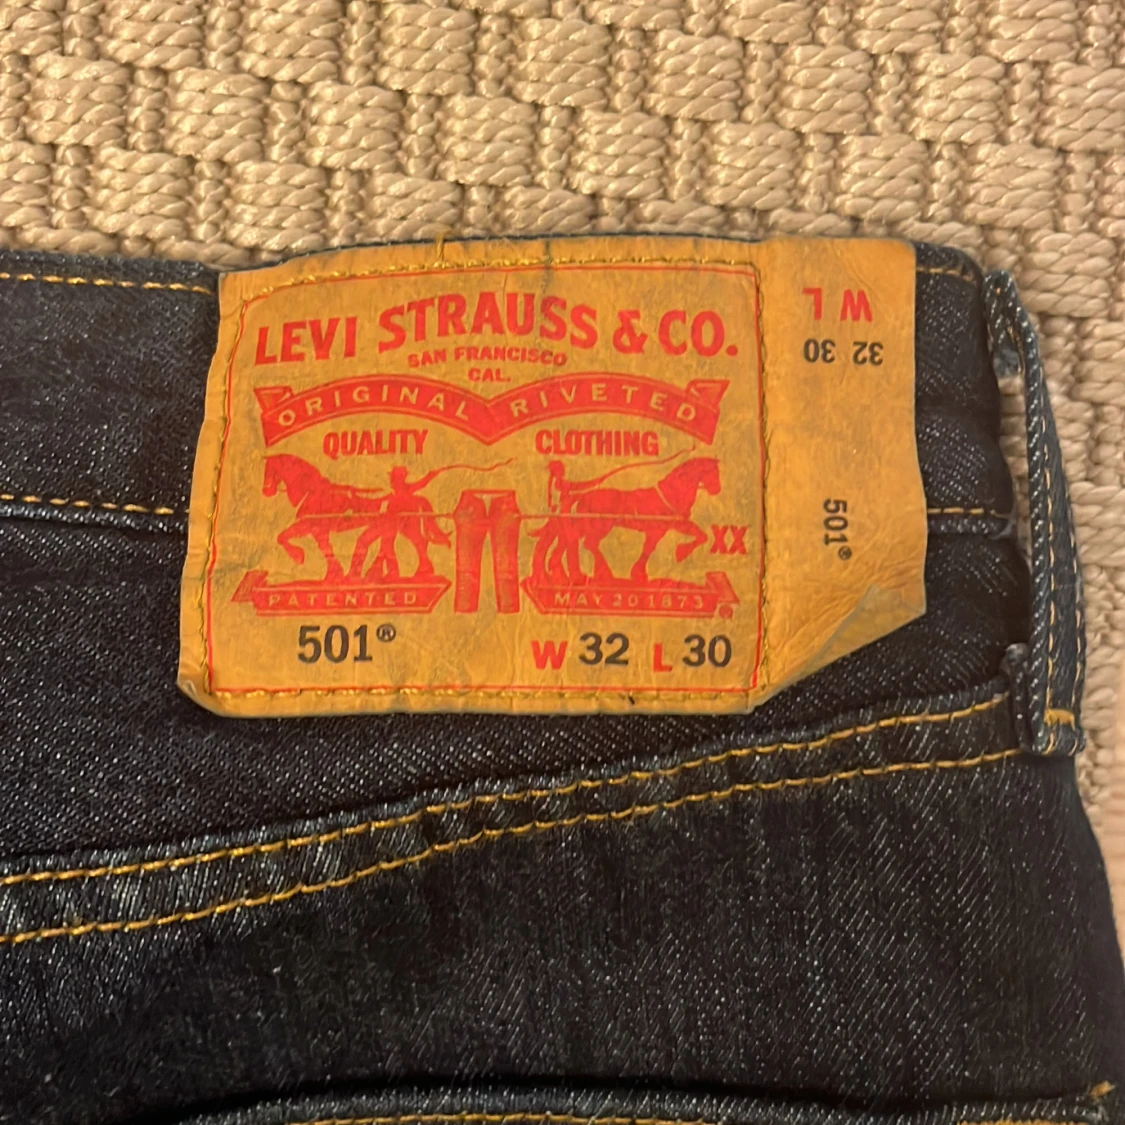 LEVI STRAUSS & CO.
SAN FRANCISCO
CAL.
ORIGINAL RIVETED
QUALITY CLOTHING
XX
PATENTED MAY 20 1873 ®
501® W 32 L 30
W L
32 30
501®